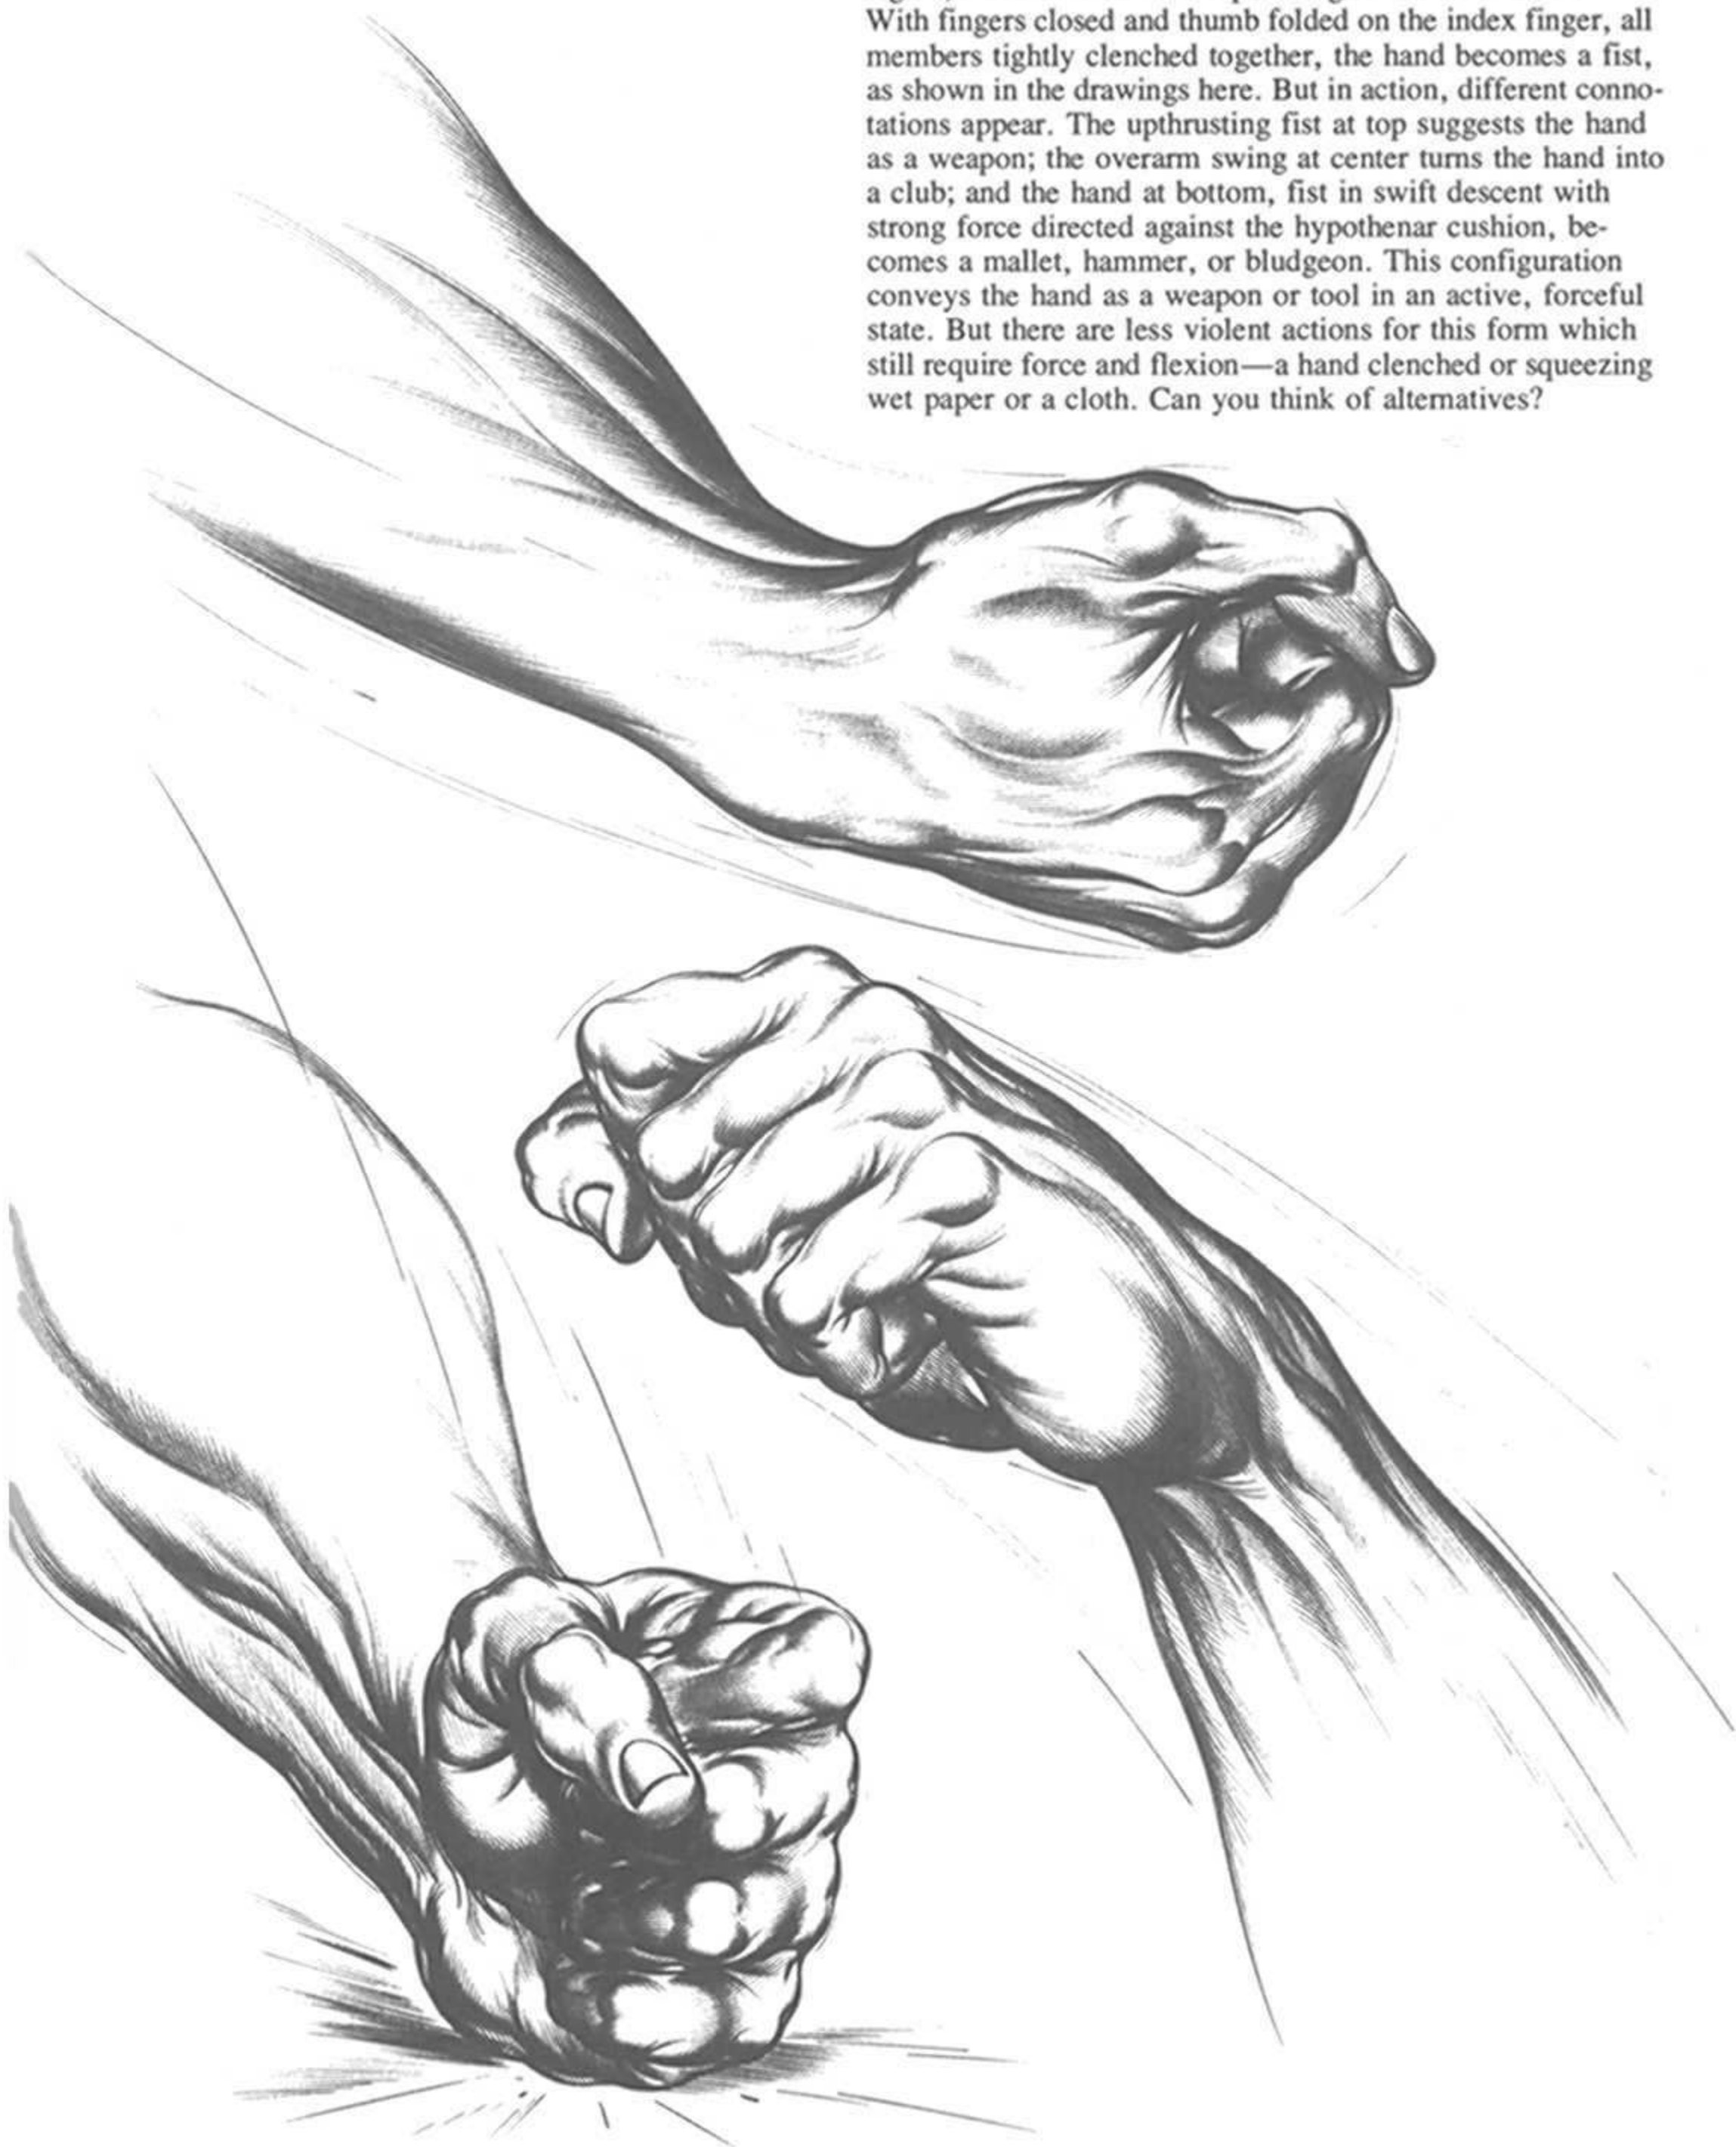 With fingers closed and thumb folded on the index finger, all
members tightly clenched together, the hand becomes a fist,
as shown in the drawings here. But in action, different conno-
tations appear. The upthrusting fist at top suggests the hand
as a weapon; the overarm swing at center turns the hand into
a club; and the hand at bottom, fist in swift descent with
strong force directed against the hypothenar cushion, be-
comes a mallet, hammer, or bludgeon. This configuration
conveys the hand as a weapon or tool in an active, forceful
state. But there are less violent actions for this form which
still require force and flexion—a hand clenched or squeezing
wet paper or a cloth. Can you think of alternatives?